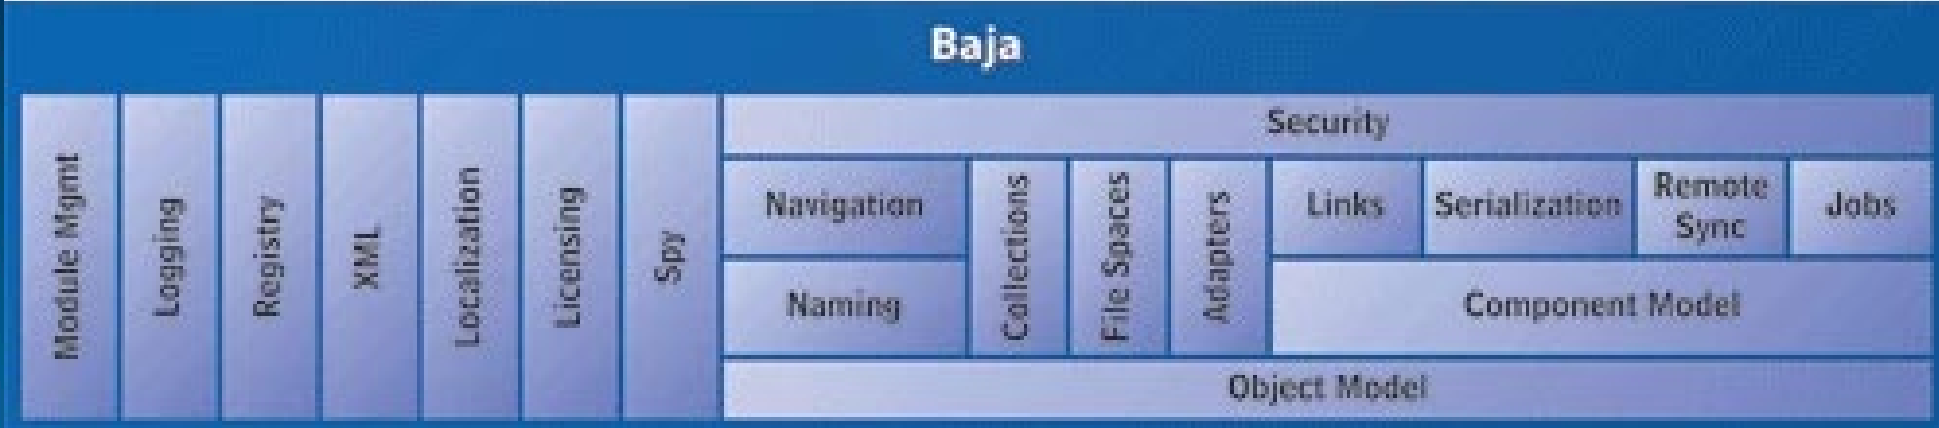 Baja
Module Mgmt
Logging
Registry
XML
Localization
Licensing
Spy
Security
Navigation
Naming
Collections
File Spaces
Adapters
Links
Serialization
Remote
Sync
Jobs
Component Model
Object Model